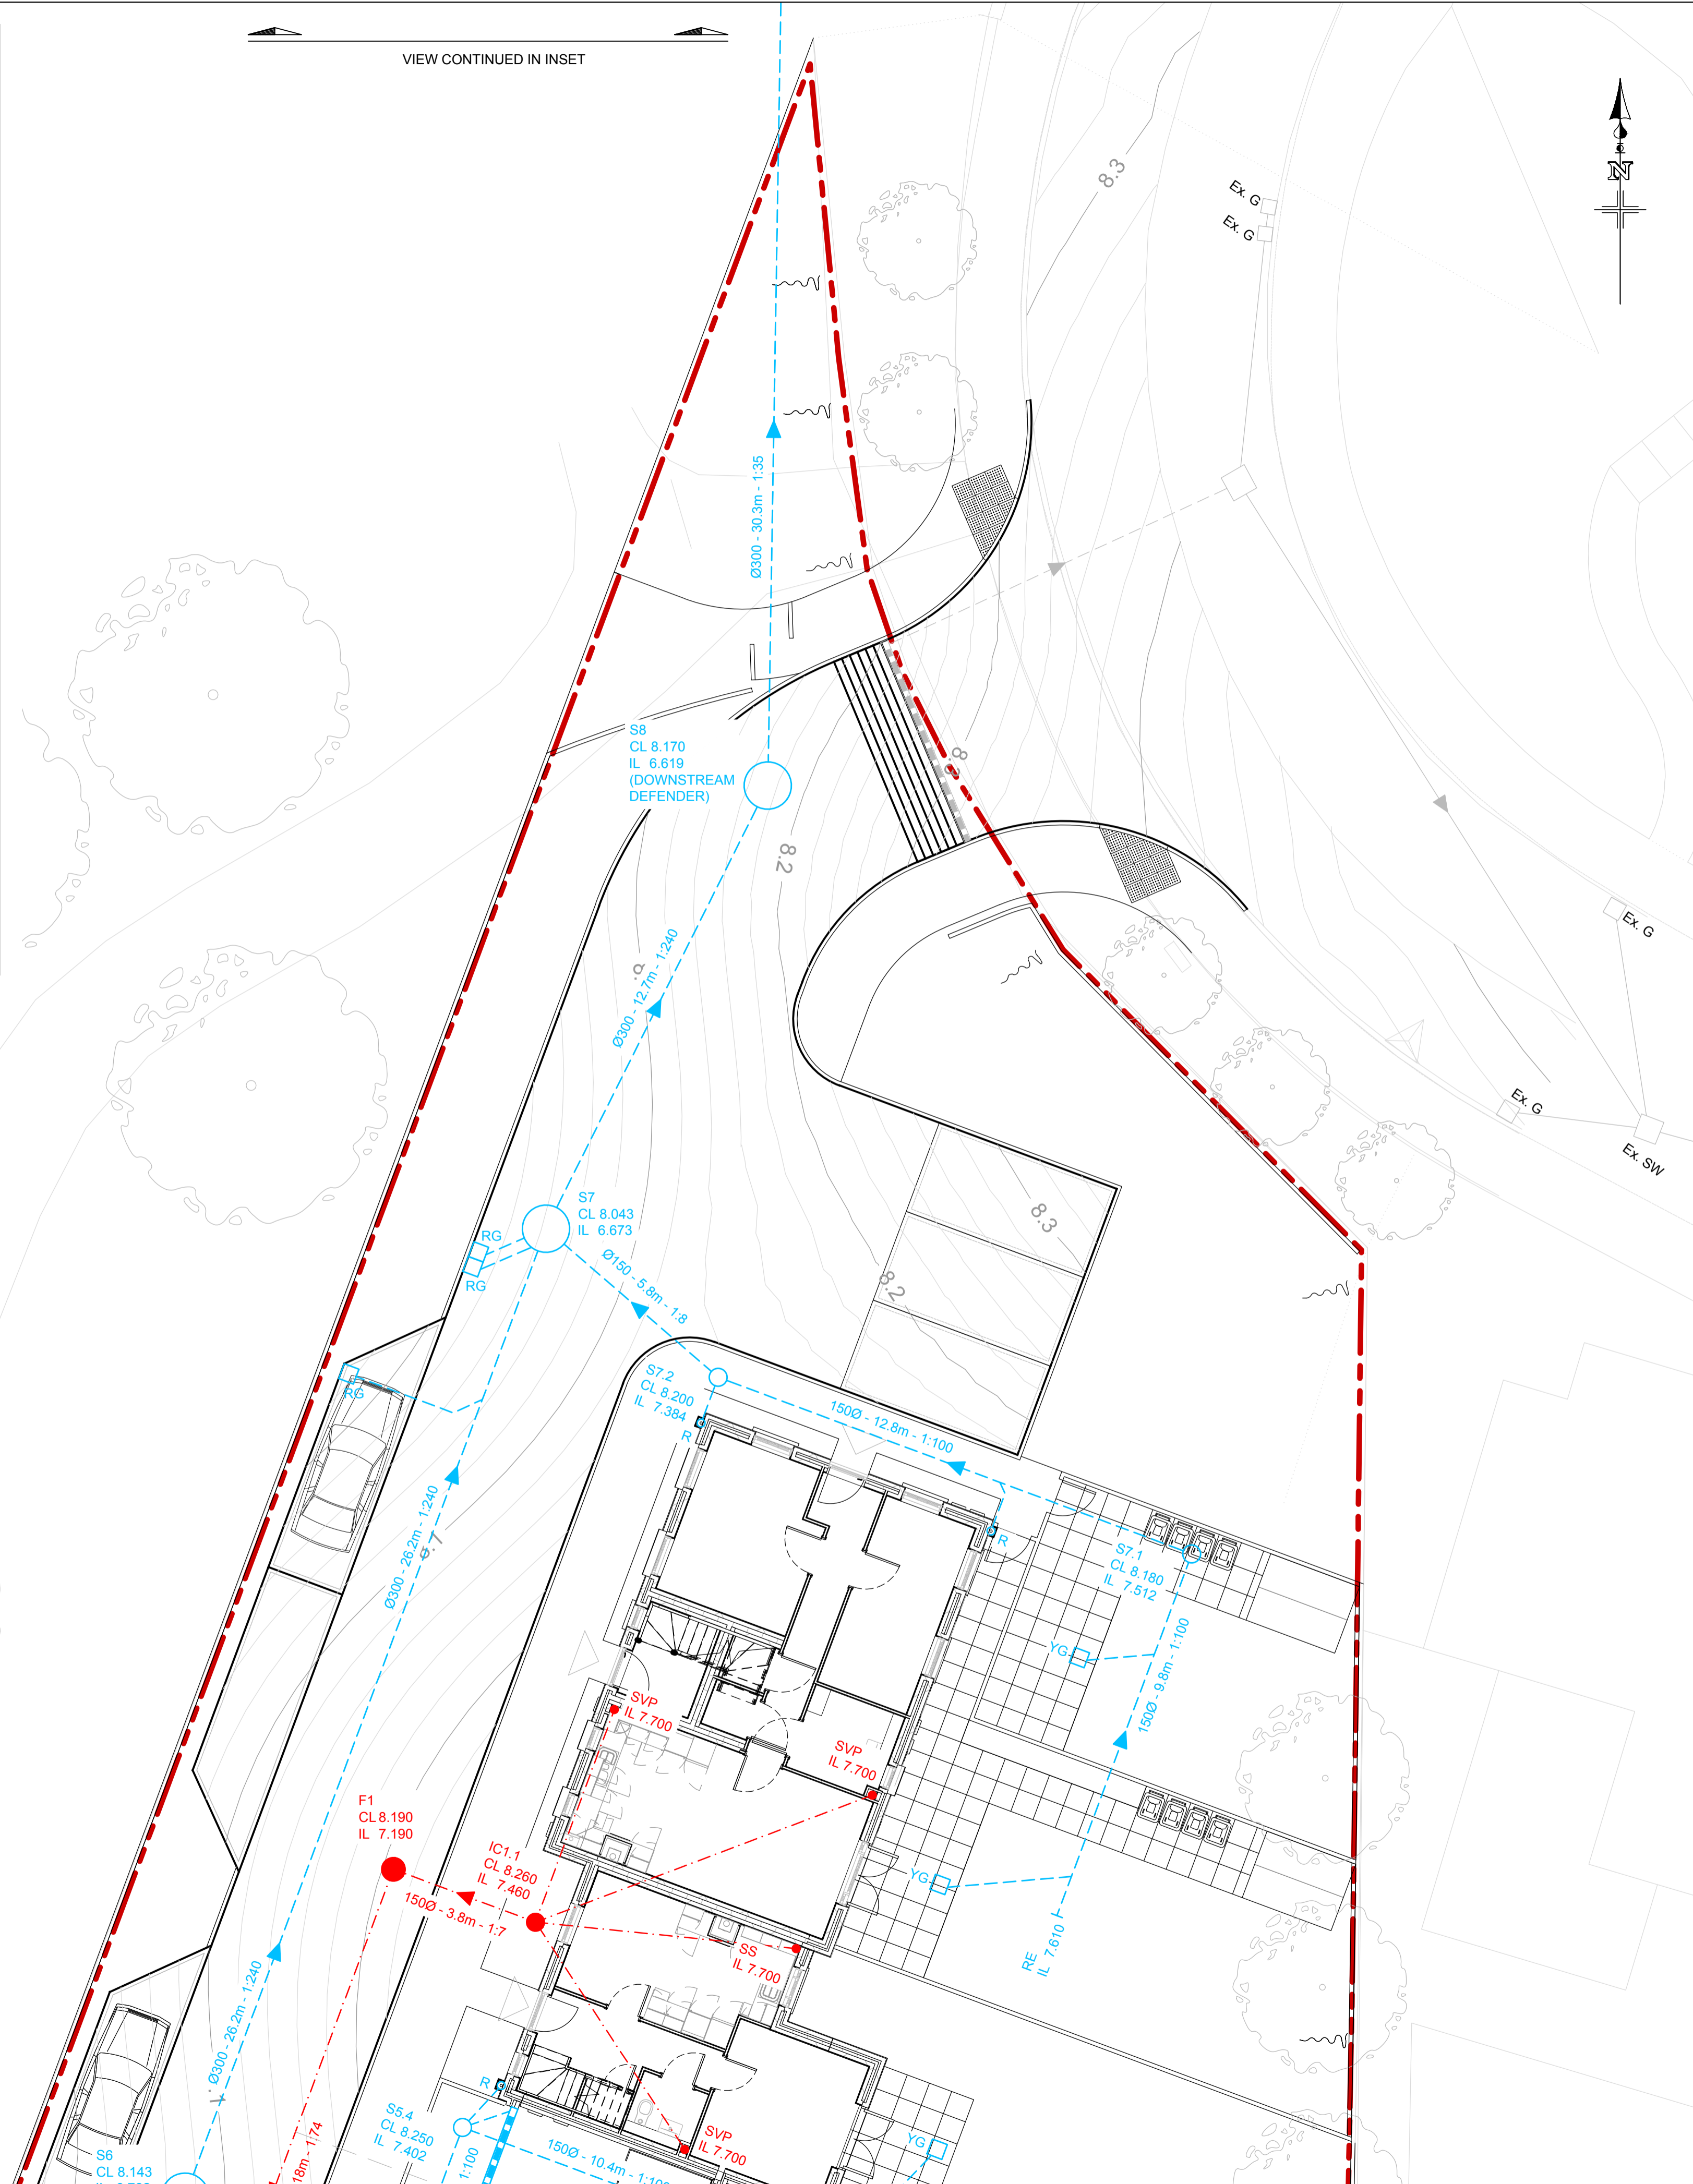 VIEW CONTINUED IN INSET
N
8.3
Ex. G
Ex. G
Ø300 - 30.3m - 1:35
S8
CL 8.170
IL 6.619
(DOWNSTREAM
DEFENDER)
8.3
8.2
Ex. G
Ø300 - 12.7m - 1:240
Ex. G
Ex. SW
S7
CL 8.043
IL 6.673
RG
RG
Ø150 - 5.8m - 1:8
8.3
8.2
RG
S7.2
CL 8.200
IL 7.384
R
150Ø - 12.8m - 1:100
Ø300 - 26.2m - 1:240
R
S7.1
CL 8.180
IL 7.512
YG
150Ø - 9.8m - 1:100
SVP
IL 7.700
SVP
IL 7.700
F1
CL 8.190
IL 7.190
IC1.1
CL 8.260
IL 7.460
150Ø - 3.8m - 1:7
YG
SS
IL 7.700
RE
IL 7.610
Ø300 - 26.2m - 1:240
R
S5.4
CL 8.250
IL 7.402
150Ø - 10.4m - 1:100
SVP
IL 7.700
YG
S6
CL 8.143
18m - 1:74
1:100